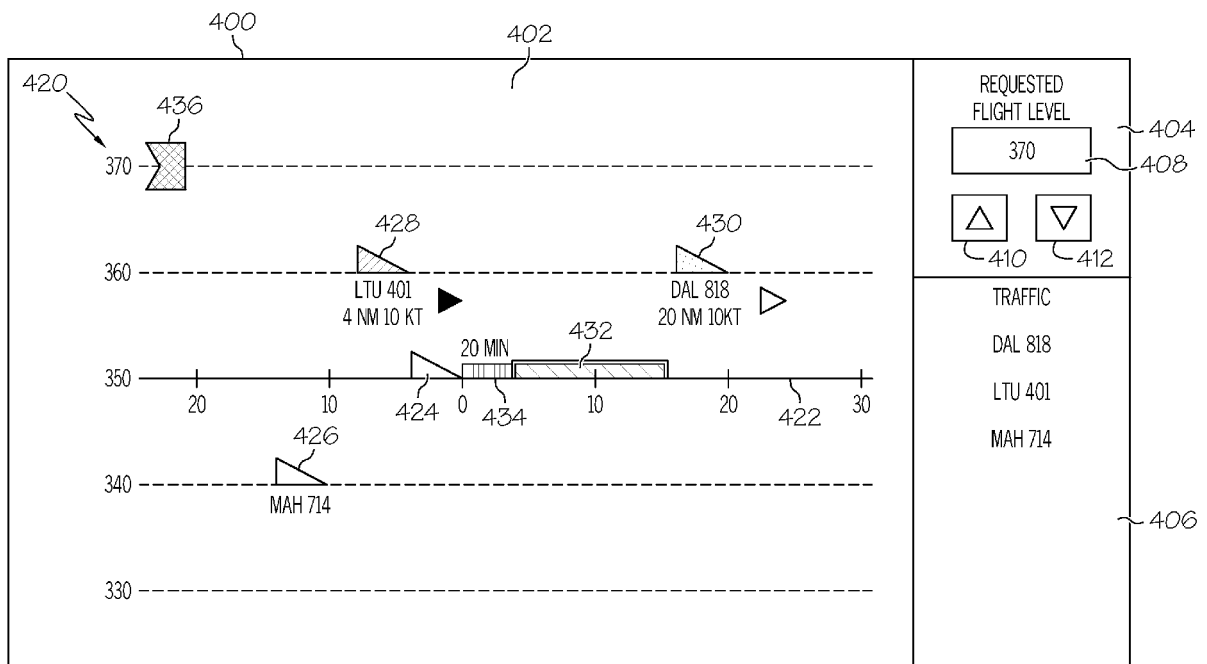 400
402
420
436
REQUESTED
FLIGHT LEVEL
404
370
370
408
428
430
410
412
360
LTU 401
4 NM 10 KT
DAL 818
20 NM 10KT
TRAFFIC
432
20 MIN
DAL 818
350
20
10
424
0
434
10
20
422
30
LTU 401
426
MAH 714
340
MAH 714
406
330